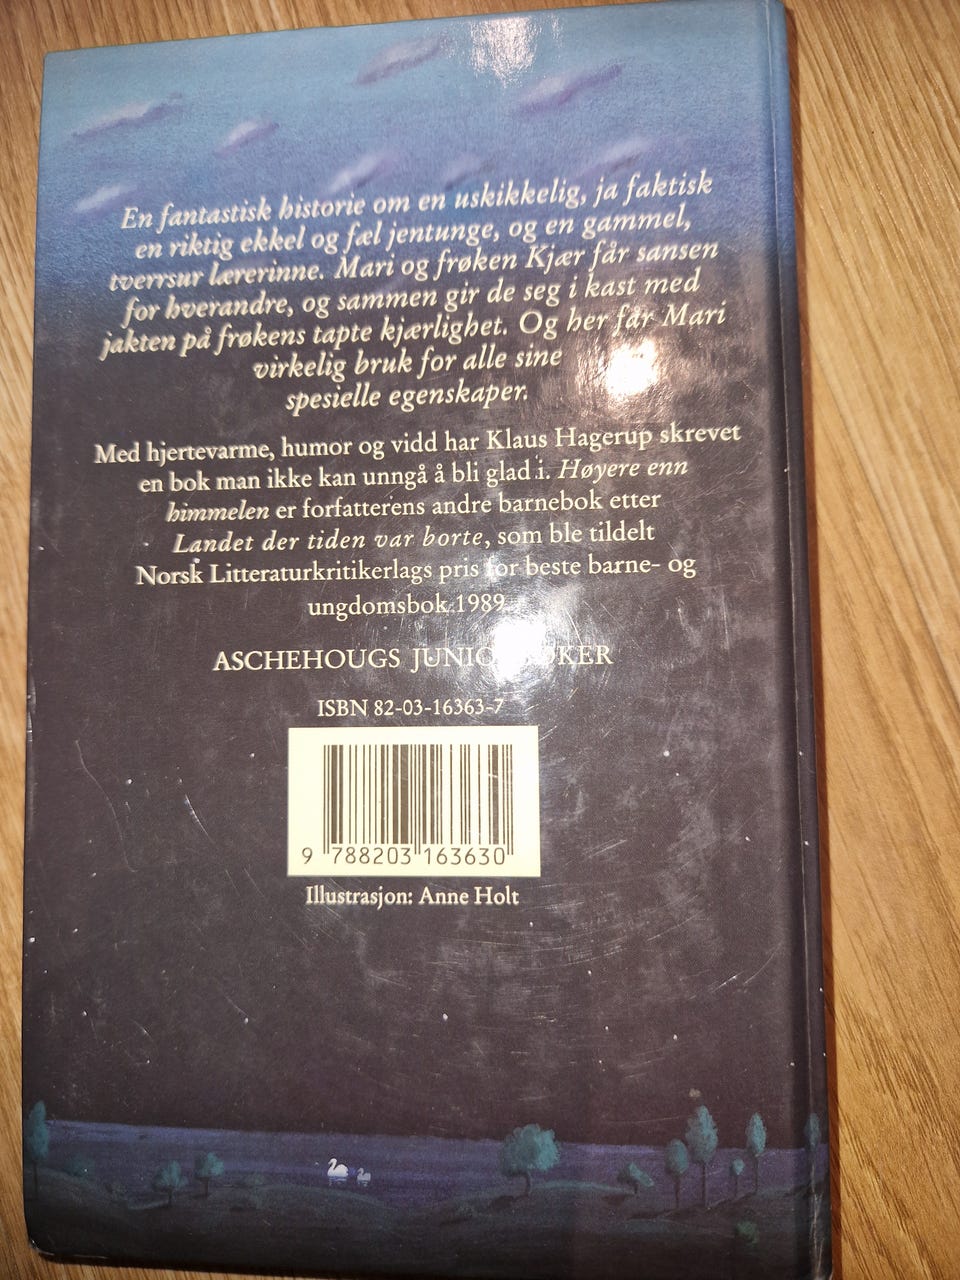 En fantastisk historie om en uskikkelig, ja faktisk
en riktig ekkel og fæl jentunge, og en gammel,
tverrsur lærerinne. Mari og frøken Kjær får sansen
for hverandre, og sammen gir de seg i kast med
jakten på frøkens tapte kjærlighet. Og her får Mari
virkelig bruk for alle sine
spesielle egenskaper.
Med hjertevarme, humor og vidd har Klaus Hagerup skrevet
en bok man ikke kan unngå å bli glad i. Høyere enn
himmelen er forfatterens andre barnebok etter
Landet der tiden var borte, som ble tildelt
Norsk Litteraturkritikerlags pris for beste barne- og
ungdomsbok 1989.
ASCHEHOUGS
ISBN 82-03-16363-7
9 788203 163630
Illustrasjon: Anne Holt